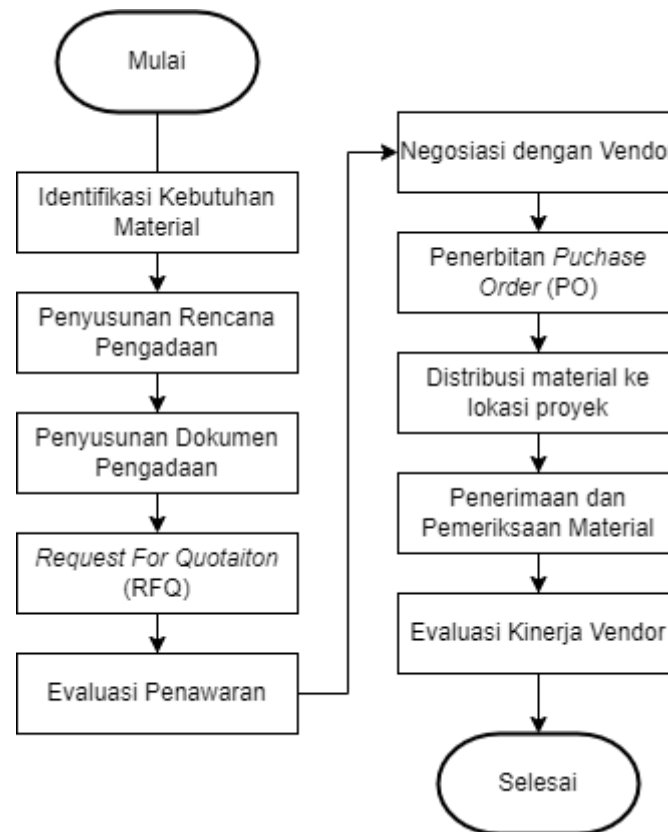 Mulai
Identifikasi Kebutuhan
Material
Penyusunan Rencana
Pengadaan
Penyusunan Dokumen
Pengadaan
Request For Quotaiton
(RFQ)
Evaluasi Penawaran
Negosiasi dengan Vendo
Penerbitan Puchase
Order (PO)
Distribusi material ke
lokasi proyek
Penerimaan dan
Pemeriksaan Material
Evaluasi Kinerja Vendor
Selesai